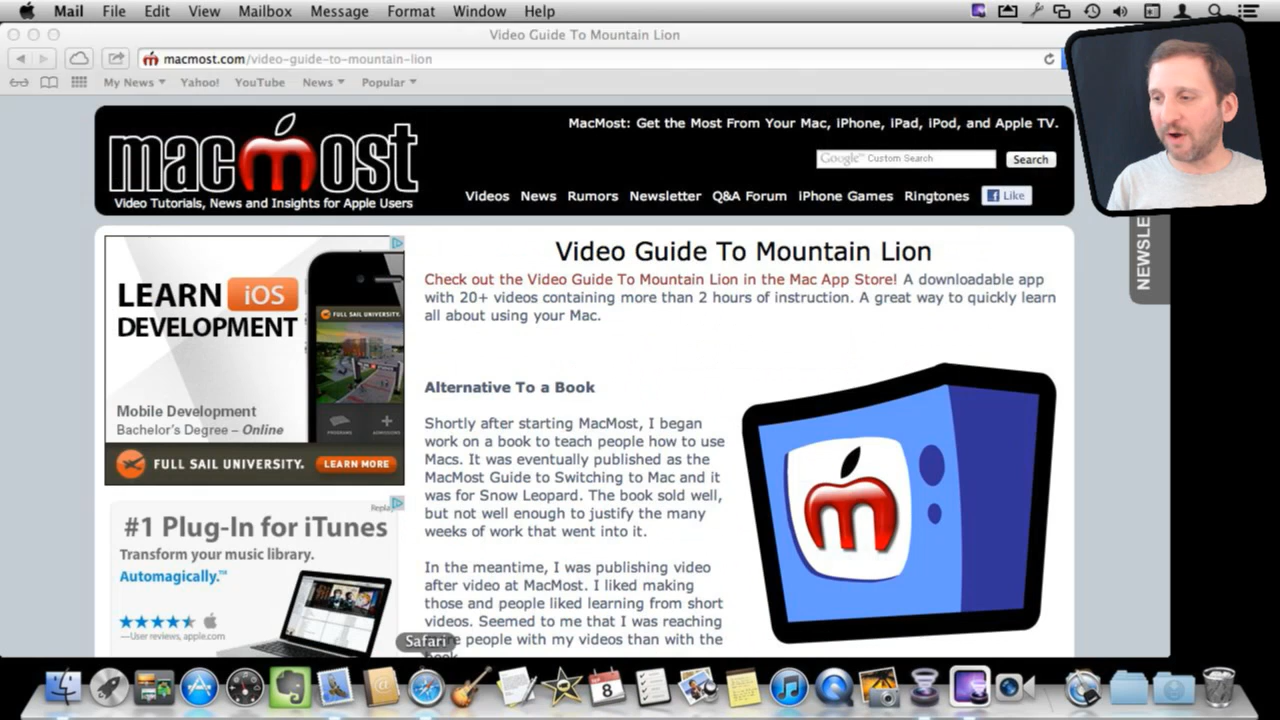 Mail File Edit View Mailbox Message Format Window Help
Video Guide To Mountain Lion
macmost.com/video-guide-to-mountain-lion
My News Yahoo! YouTube News Popular
macmost
Video Tutorials, News and Insights for Apple Users
MacMost: Get the Most From Your Mac, iPhone, iPad, iPod, and Apple TV.
Google™ Custom Search Search
Videos News Rumors Newsletter Q&A Forum iPhone Games Ringtones Like
NEWSLE
LEARN iOS
DEVELOPMENT
FULL SAIL UNIVERSITY.
Mobile Development
Bachelor's Degree – Online
FULL SAIL UNIVERSITY. LEARN MORE
Replay
#1 Plug-In for iTunes
Transform your music library.
Automagically.™
—User reviews, apple.com
Video Guide To Mountain Lion
Check out the Video Guide To Mountain Lion in the Mac App Store! A downloadable app
with 20+ videos containing more than 2 hours of instruction. A great way to quickly learn
all about using your Mac.
Alternative To a Book
Shortly after starting MacMost, I began
work on a book to teach people how to use
Macs. It was eventually published as the
MacMost Guide to Switching to Mac and it
was for Snow Leopard. The book sold well,
but not well enough to justify the many
weeks of work that went into it.
In the meantime, I was publishing video
after video at MacMost. I liked making
those and people liked learning from short
videos. Seemed to me that I was reaching
people with my videos than with the
Safari
8